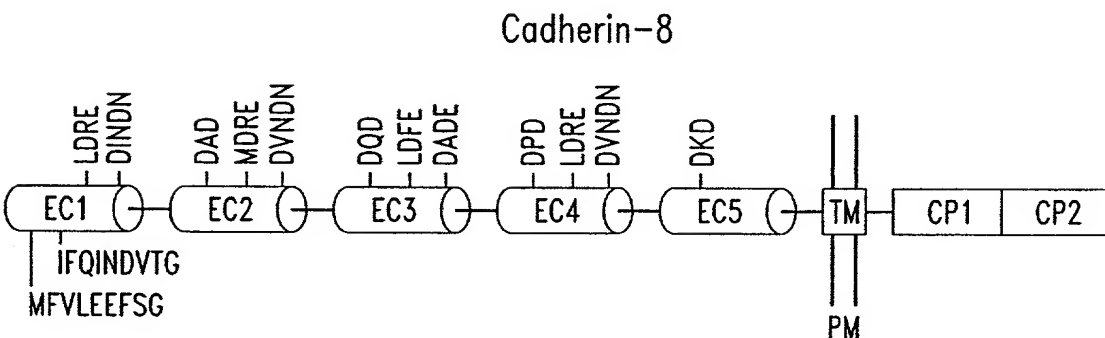 Cadherin-8
LDRE
DINDN
DAD
MDRE
DVNDN
DQD
LDFE
DADE
DPD
LDRE
DVNDN
DKD
EC1
EC2
EC3
EC4
EC5
TM
CP1
CP2
IFQINDVTG
MFVLEEFSG
PM